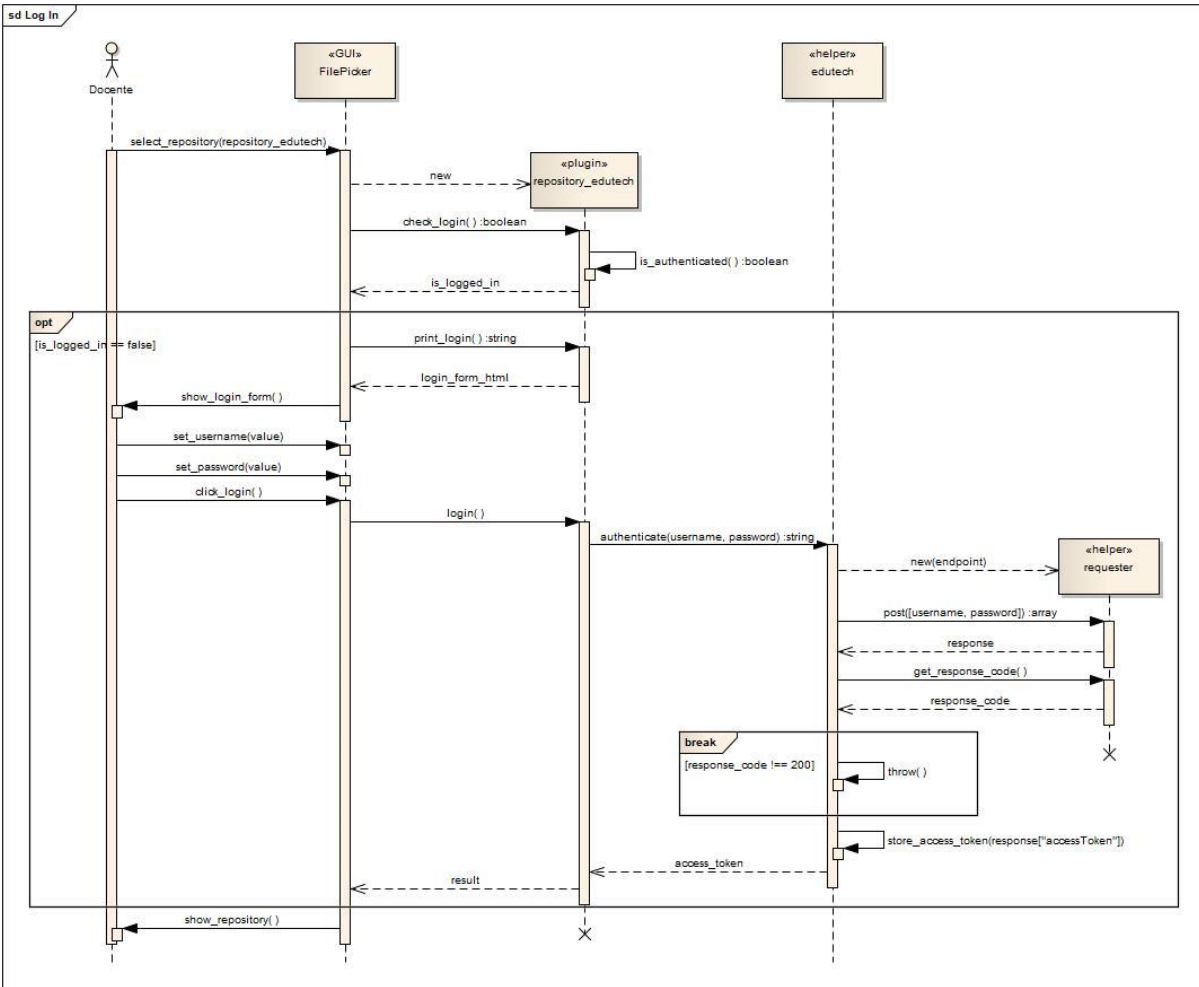 sd Log In
«GUI»
FilePicker
«helper»
edutech
Docente
select_repository(repository_edutech)
«plugin»
repository_edutech
new
check_login( ) :boolean
is_authenticated( ) :boolean
is_logged_in
opt
[is_logged_in == false]
print_login( ) :string
login_form_html
show_login_form( )
set_username(value)
set_password(value)
click_login( )
login( )
authenticate(username, password) :string
«helper»
requester
new(endpoint)
post([username, password]) :array
response
get_response_code( )
response_code
break
[response_code !== 200]
throw( )
store_access_token(response["accessToken"])
access_token
result
show_repository( )